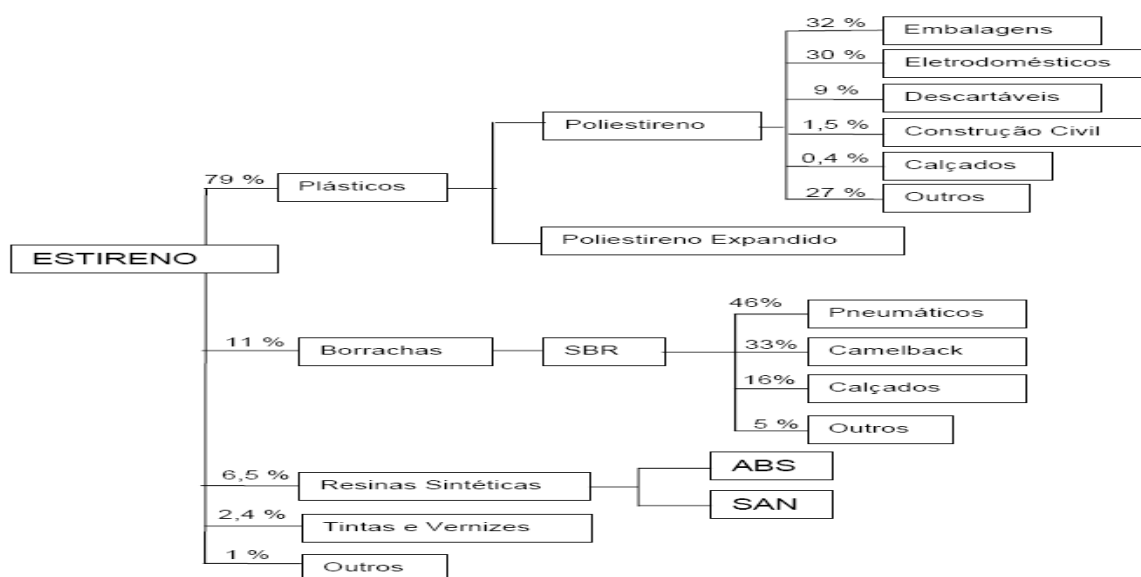 32 %
Embalagens
30 %
Eletrodomésticos
9 %
Descartáveis
Poliestireno
1,5 %
Construção Civil
0,4 %
Calçados
79 %
Plásticos
27 %
Outros
Poliestireno Expandido
ESTIRENO
46%
Pneumáticos
11 %
Borrachas
SBR
33%
Camelback
16%
Calçados
5 %
Outros
6,5 %
Resinas Sintéticas
ABS
SAN
2,4 %
Tintas e Vernizes
1 %
Outros